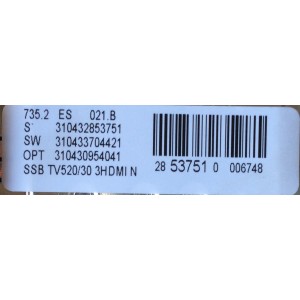 735.2 ES 021.B
S` 310432853751
SW 310433704421
OPT 310430954041
SSB TV520/30 3HDMI N
28 53751 0 006748